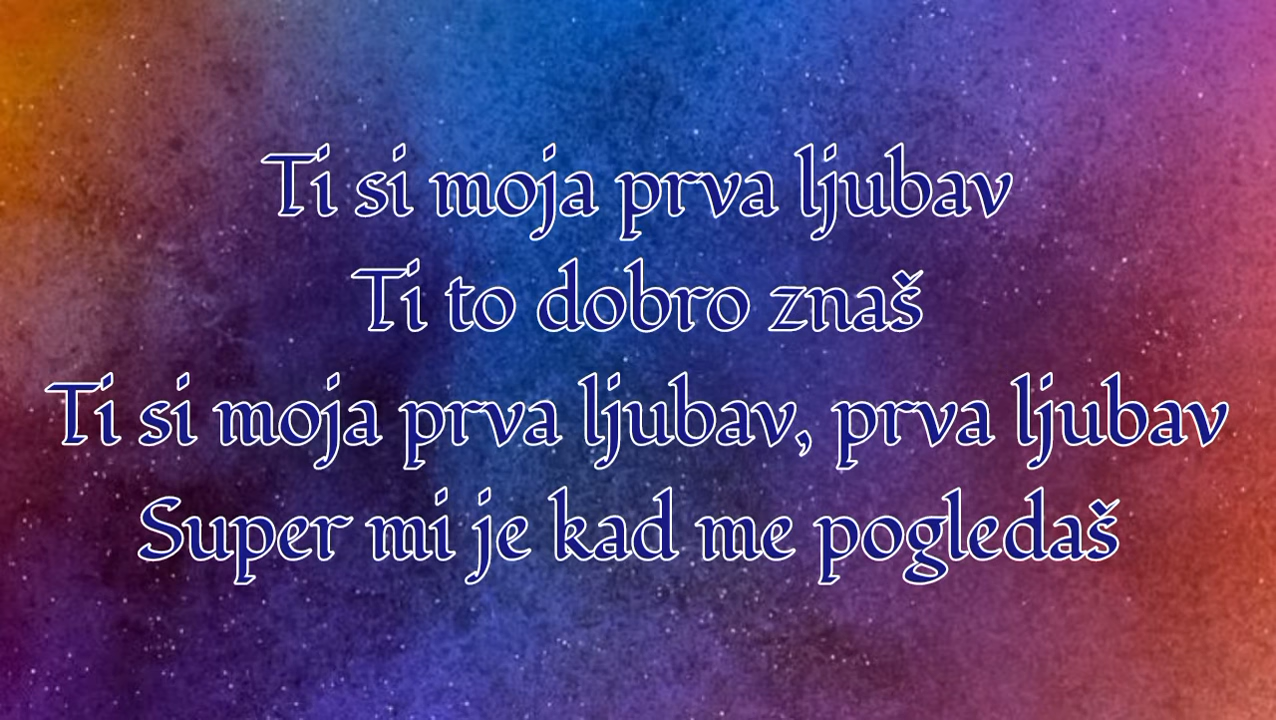 Ti si moja prva ljubav
Ti to dobro znaš
Ti si moja prva ljubav, prva ljubav
Super mi je kad me pogledaš